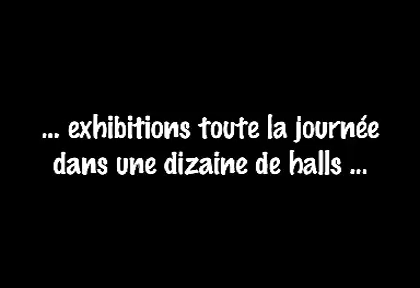 ... exhibitions toute la journée
dans une dizaine de halls ...